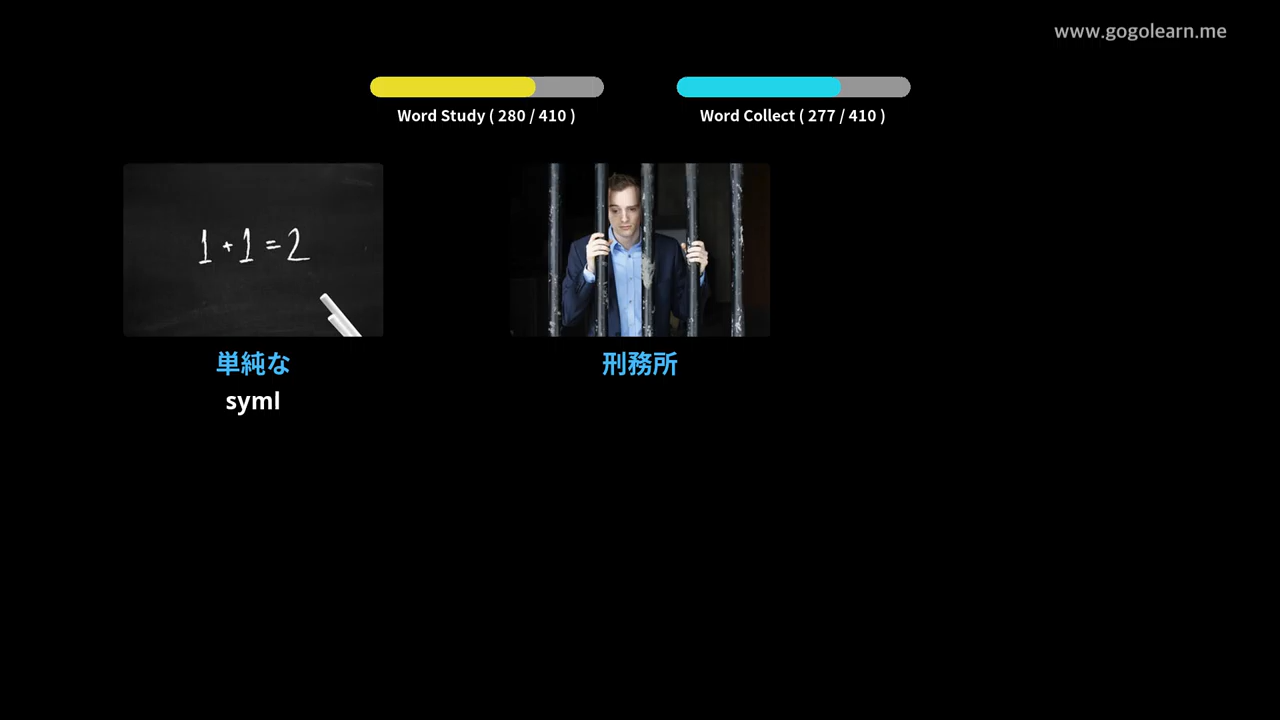 www.gogolearn.me
Word Study ( 280 / 410 )
Word Collect ( 277 / 410 )
1 + 1 = 2
単純な
syml
刑務所